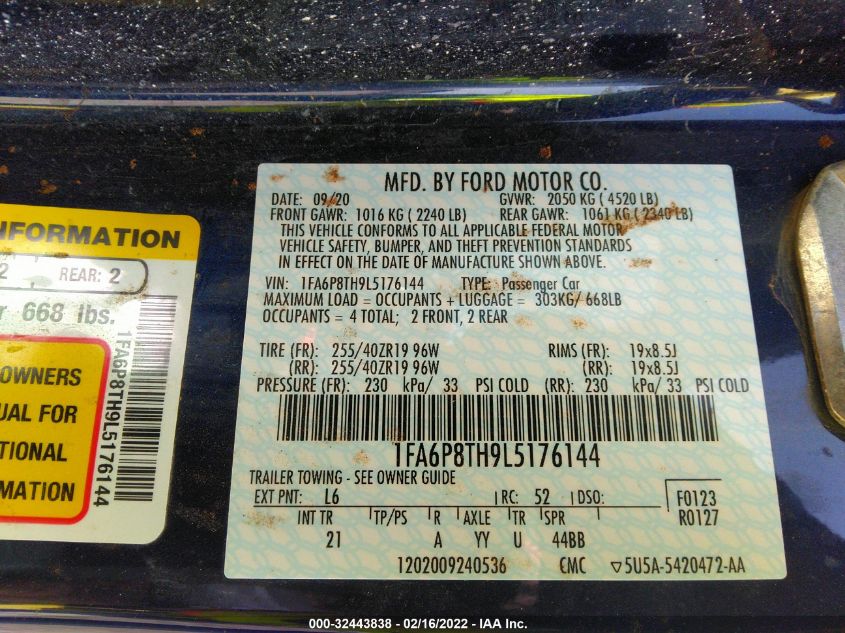 NFORMATION
2 REAR: 2
r 668 lbs.
1FA6P8TH9L5176144
OWNERS
UAL FOR
TIONAL
RMATION
MFD. BY FORD MOTOR CO.
DATE: 09/20 GVWR: 2050 KG ( 4520 LB)
FRONT GAWR: 1016 KG ( 2240 LB) REAR GAWR: 1061 KG ( 2340 LB)
THIS VEHICLE CONFORMS TO ALL APPLICABLE FEDERAL MOTOR
VEHICLE SAFETY, BUMPER, AND THEFT PREVENTION STANDARDS
IN EFFECT ON THE DATE OF MANUFACTURE SHOWN ABOVE.
VIN: 1FA6P8TH9L5176144 TYPE: Passenger Car
MAXIMUM LOAD = OCCUPANTS + LUGGAGE = 303KG/ 668LB
OCCUPANTS = 4 TOTAL; 2 FRONT, 2 REAR
TIRE (FR): 255/40ZR19 96W RIMS (FR): 19x8.5J
(RR): 255/40ZR19 96W (RR): 19x8.5J
PRESSURE (FR): 230 kPa/ 33 PSI COLD (RR): 230 kPa/ 33 PSI COLD
1FA6P8TH9L5176144
TRAILER TOWING - SEE OWNER GUIDE
EXT PNT: L6 RC: 52 DSO: F0123
R0127
INT TR TP/PS R AXLE TR SPR
21 A YY U 44BB
1202009240536 CMC ▽5U5A-5420472-AA
000-32443838 - 02/16/2022 - IAA Inc.